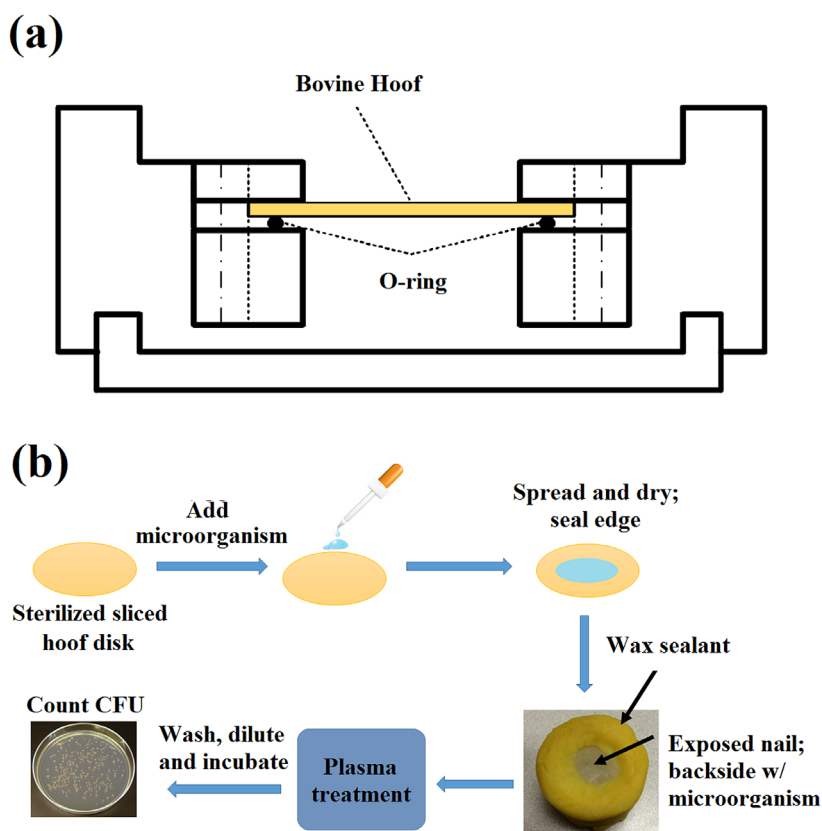 (a)
Bovine Hoof
O-ring
(b)
Add
microorganism
Spread and dry;
seal edge
Sterilized sliced
hoof disk
Wax sealant
Count CFU
Wash, dilute
and incubate
Plasma
treatment
Exposed nail;
backside w/
microorganism